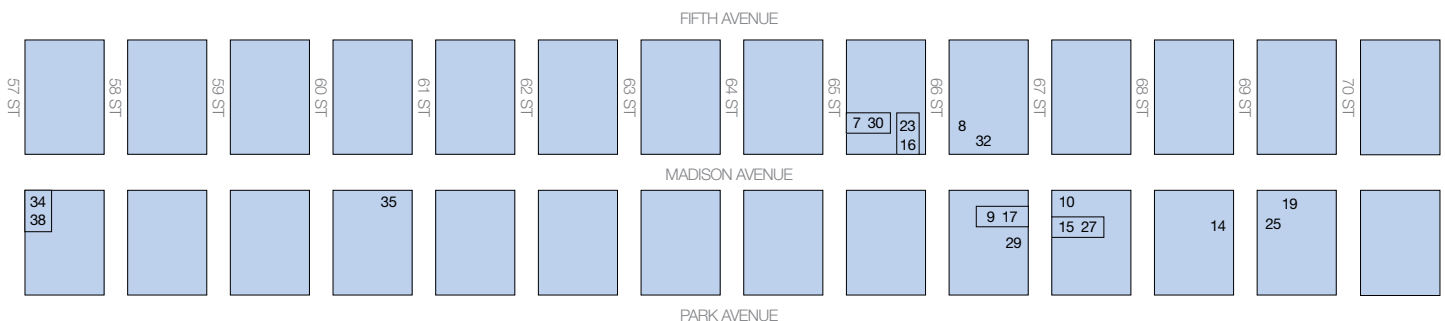 FIFTH AVENUE
57 ST
58 ST
59 ST
60 ST
61 ST
62 ST
63 ST
64 ST
65 ST
66 ST
67 ST
68 ST
69 ST
70 ST
7 30
23
16
8
32
MADISON AVENUE
34
38
35
9 17
29
10
15 27
14
19
25
PARK AVENUE